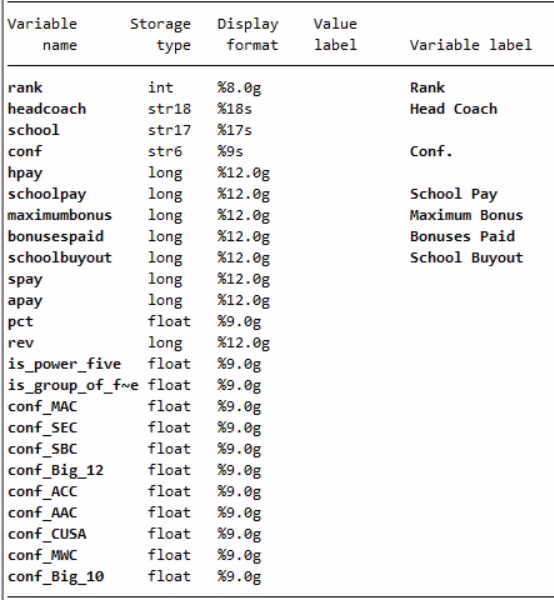 Variable Storage Display Value
name type format label Variable label
rank int %8.0g Rank
headcoach str18 %18s Head Coach
school str17 %17s
conf str6 %9s Conf.
hpay long %12.0g
schoolpay long %12.0g School Pay
maximumbonus long %12.0g Maximum Bonus
bonusespaid long %12.0g Bonuses Paid
schoolbuyout long %12.0g School Buyout
spay long %12.0g
apay long %12.0g
pct float %9.0g
rev long %12.0g
is_power_five float %9.0g
is_group_of_f~e float %9.0g
conf_MAC float %9.0g
conf_SEC float %9.0g
conf_SBC float %9.0g
conf_Big_12 float %9.0g
conf_ACC float %9.0g
conf_AAC float %9.0g
conf_CUSA float %9.0g
conf_MWC float %9.0g
conf_Big_10 float %9.0g